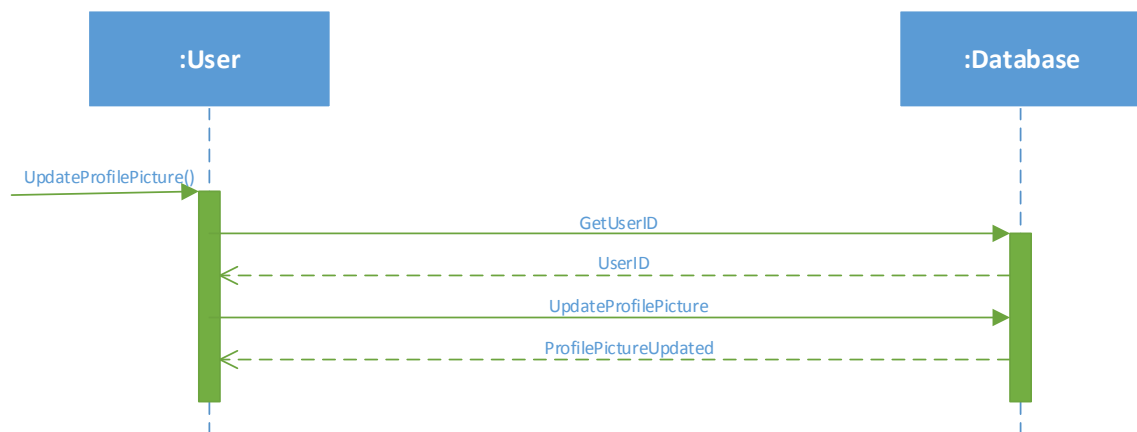 :User
:Database
UpdateProfilePicture()
GetUserID
UserID
UpdateProfilePicture
ProfilePictureUpdated